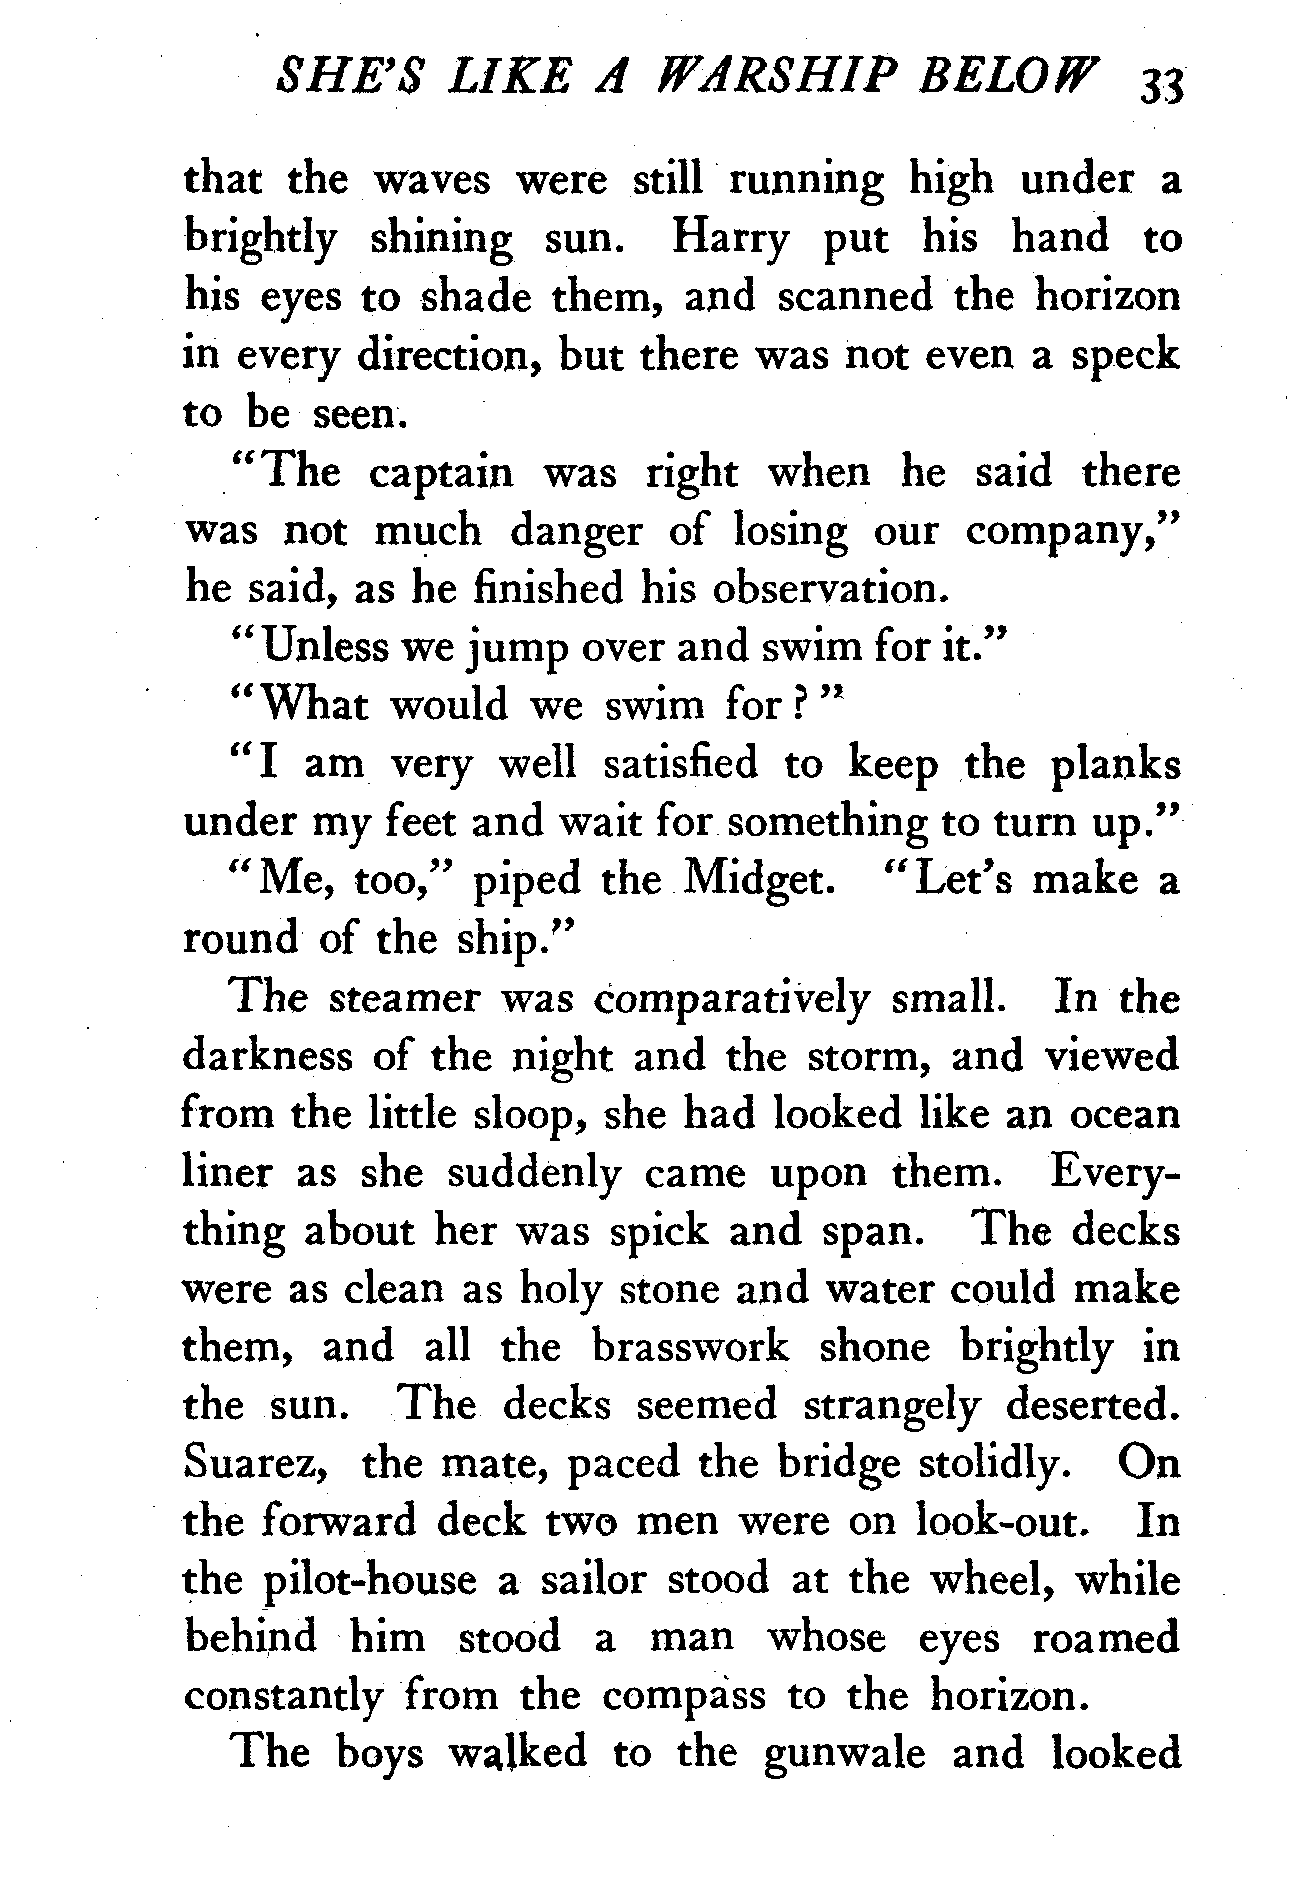 SHE'S LIKE A WARSHIP BELOW 33
that the waves were still running high under a
brightly shining sun. Harry put his hand to
his eyes to shade them, and scanned the horizon
in every direction, but there was not even a speck
to be seen.
"The captain was right when he said there
was not much danger of losing our company,"
he said, as he finished his observation.
"Unless we jump over and swim for it."
"What would we swim for?"
"I am very well satisfied to keep the planks
under my feet and wait for something to turn up."
"Me, too," piped the Midget. "Let's make a
round of the ship."
The steamer was comparatively small. In the
darkness of the night and the storm, and viewed
from the little sloop, she had looked like an ocean
liner as she suddenly came upon them. Every-
thing about her was spick and span. The decks
were as clean as holy stone and water could make
them, and all the brasswork shone brightly in
the sun. The decks seemed strangely deserted.
Suarez, the mate, paced the bridge stolidly. On
the forward deck two men were on look-out. In
the pilot-house a sailor stood at the wheel, while
behind him stood a man whose eyes roamed
constantly from the compass to the horizon.
The boys walked to the gunwale and looked